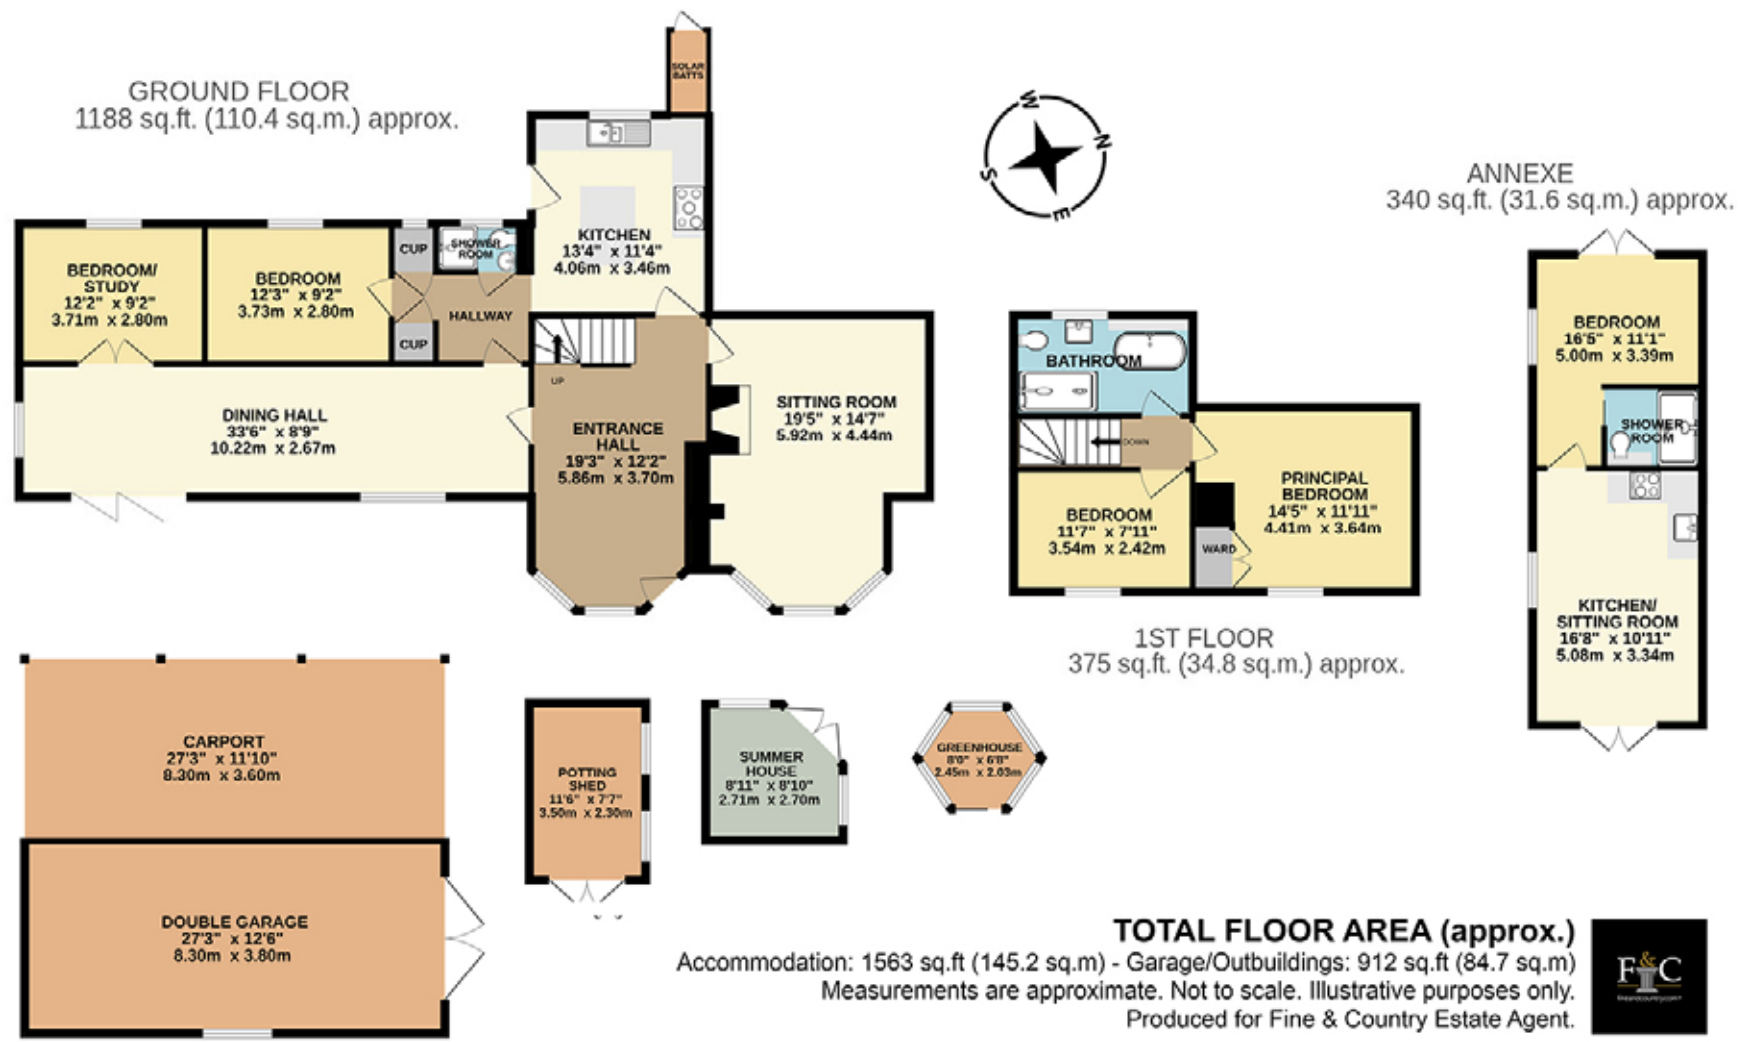 GROUND FLOOR
1188 sq.ft. (110.4 sq.m.) approx.
SOLAR
BATTS
KITCHEN
13'4" x 11'4"
4.06m x 3.46m
BEDROOM/
STUDY
12'2" x 9'2"
3.71m x 2.80m
BEDROOM
12'3" x 9'2"
3.73m x 2.80m
CUP
SHOWER
ROOM
HALLWAY
CUP
UP
DINING HALL
33'6" x 8'9"
10.22m x 2.67m
ENTRANCE
HALL
19'3" x 12'2"
5.86m x 3.70m
SITTING ROOM
19'5" x 14'7"
5.92m x 4.44m
W
N
S
E
BATHROOM
DOWN
PRINCIPAL
BEDROOM
14'5" x 11'11"
4.41m x 3.64m
BEDROOM
11'7" x 7'11"
3.54m x 2.42m
WARD
1ST FLOOR
375 sq.ft. (34.8 sq.m.) approx.
ANNEXE
340 sq.ft. (31.6 sq.m.) approx.
BEDROOM
16'5" x 11'1"
5.00m x 3.39m
SHOWER
ROOM
KITCHEN/
SITTING ROOM
16'8" x 10'11"
5.08m x 3.34m
CARPORT
27'3" x 11'10"
8.30m x 3.60m
DOUBLE GARAGE
27'3" x 12'6"
8.30m x 3.80m
POTTING
SHED
11'6" x 7'7"
3.50m x 2.30m
SUMMER
HOUSE
8'11" x 8'10"
2.71m x 2.70m
GREENHOUSE
8'0" x 6'8"
2.45m x 2.03m
TOTAL FLOOR AREA (approx.)
Accommodation: 1563 sq.ft (145.2 sq.m) - Garage/Outbuildings: 912 sq.ft (84.7 sq.m)
Measurements are approximate. Not to scale. Illustrative purposes only.
Produced for Fine & Country Estate Agent.
F&C